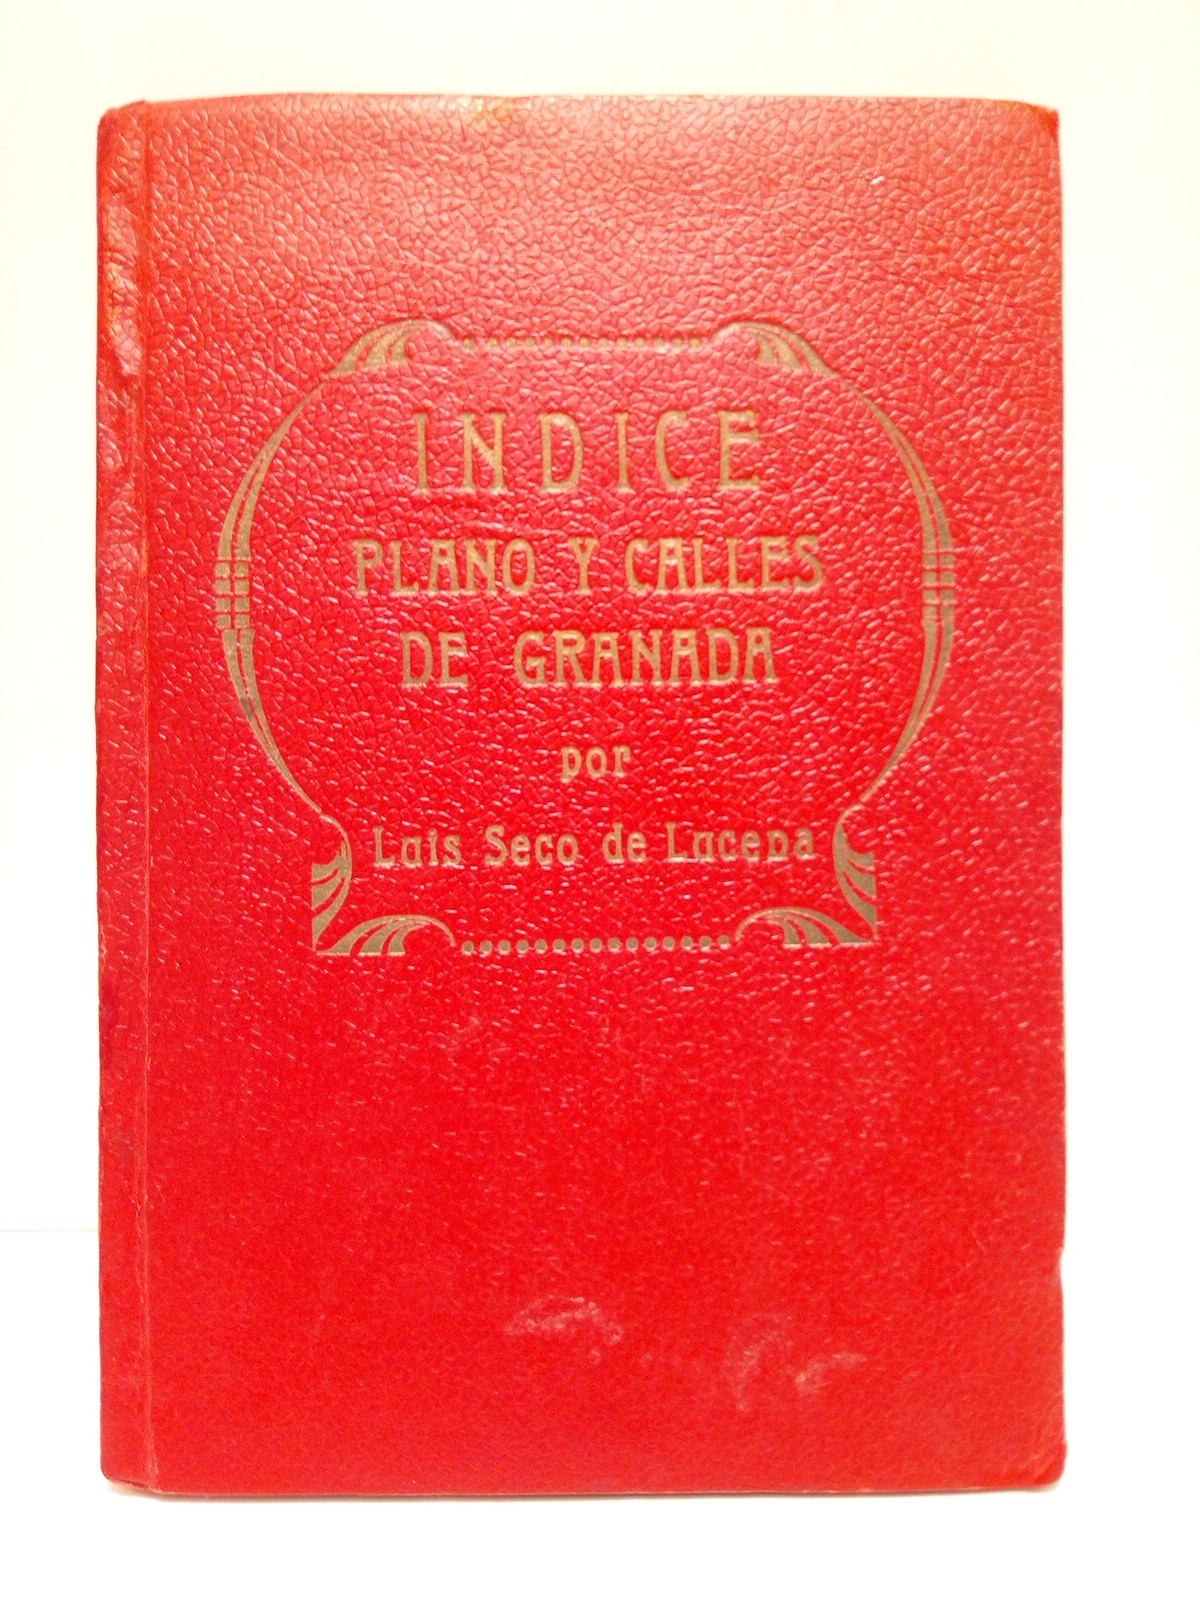 INDICE
PLANO Y CALLES
DE GRANADA
por
Luis Seco de Lucena